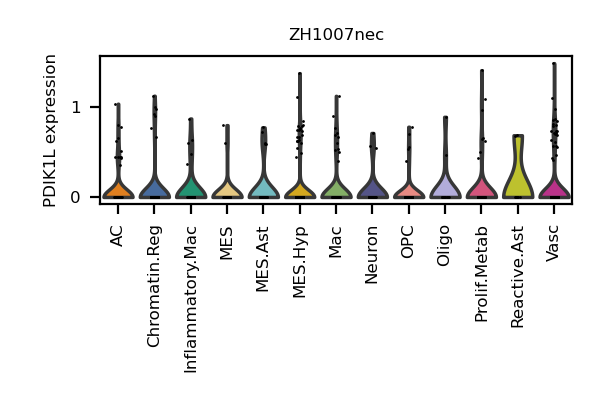 ZH1007nec
PDIK1L expression
1
0
AC
Chromatin.Reg
Inflammatory.Mac
MES
MES.Ast
MES.Hyp
Mac
Neuron
OPC
Oligo
Prolif.Metab
Reactive.Ast
Vasc